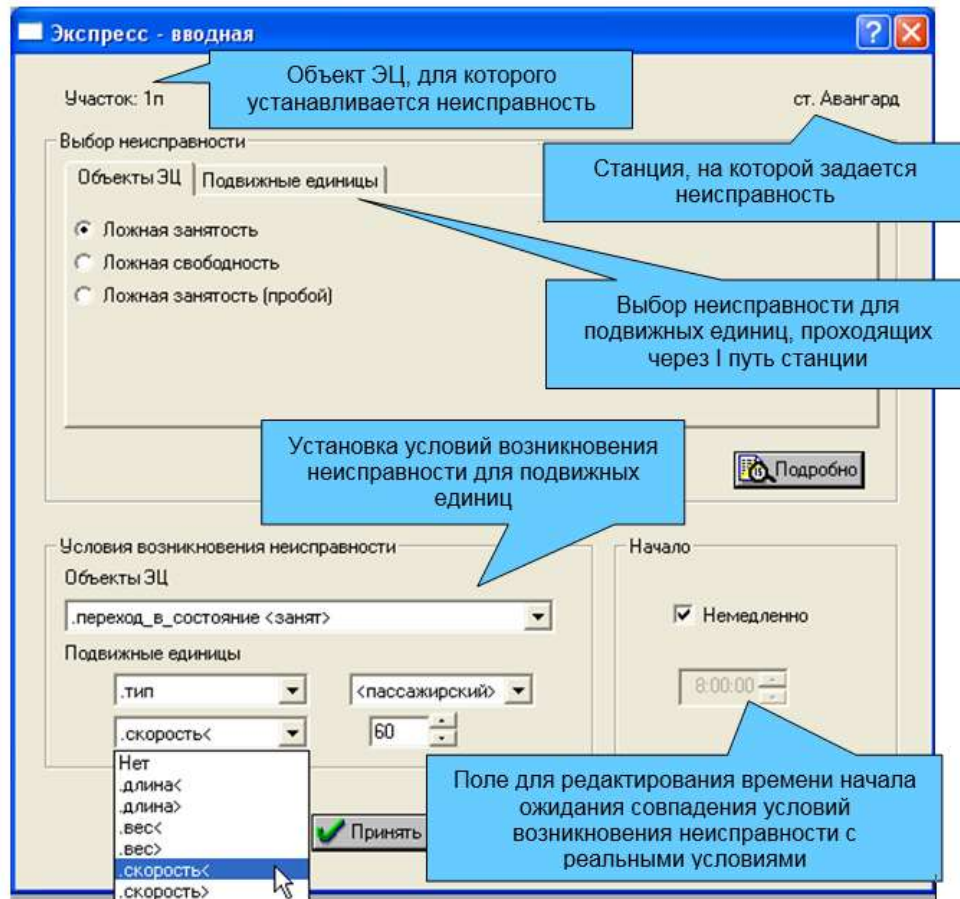 Экспресс - вводная
Объект ЭЦ, для которого
устанавливается неисправность
Участок: 1п
ст. Авангард
Выбор неисправности
Станция, на которой задается
неисправность
Объекты ЭЦ
Подвижные единицы
Ложная занятость
Ложная свободность
Ложная занятость (пробой)
Выбор неисправности для
подвижных единиц, проходящих
через I путь станции
Установка условий возникновения
неисправности для подвижных
единиц
Подробно
Условия возникновения неисправности
Начало
Объекты ЭЦ
.переход_в_состояние <занят>
Немедленно
Подвижные единицы
.тип
<пассажирский>
8:00:00
.скорость<
60
Нет
.длина<
.длина>
.вес<
.вес>
.скорость<
.скорость>
Принять
Поле для редактирования времени начала
ожидания совпадения условий
возникновения неисправности с
реальными условиями